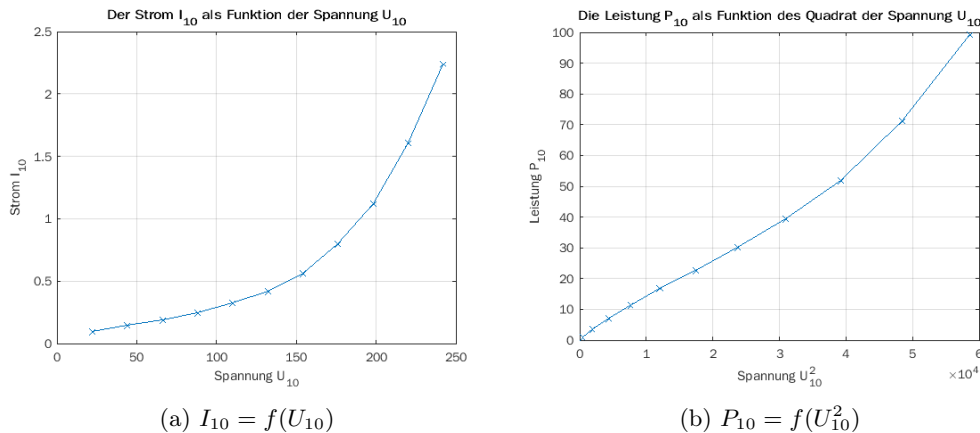 Der Strom I10 als Funktion der Spannung U10
2.5
2
1.5
1
0.5
0
Strom I10
0 50 100 150 200 250
Spannung U10
(a) I10 = f(U10)
Die Leistung P10 als Funktion des Quadrat der Spannung U10
100
90
80
70
60
50
40
30
20
10
0
Leistung P10
0 1 2 3 4 5 6
×10^4
Spannung U10^2
(b) P10 = f(U10^2)